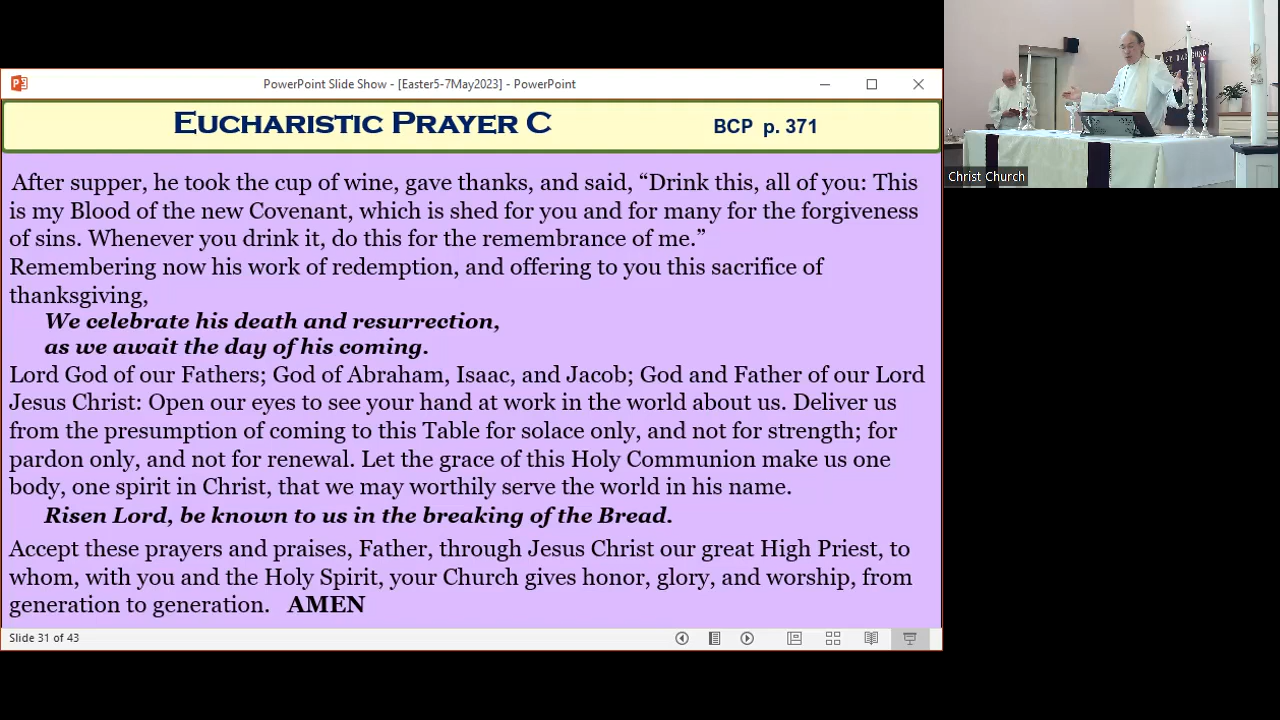 PowerPoint Slide Show - [Easter5-7May2023] - PowerPoint
Eucharistic Prayer C BCP p. 371
After supper, he took the cup of wine, gave thanks, and said, “Drink this, all of you: This
is my Blood of the new Covenant, which is shed for you and for many for the forgiveness
of sins. Whenever you drink it, do this for the remembrance of me.”
Remembering now his work of redemption, and offering to you this sacrifice of
thanksgiving,
We celebrate his death and resurrection,
as we await the day of his coming.
Lord God of our Fathers; God of Abraham, Isaac, and Jacob; God and Father of our Lord
Jesus Christ: Open our eyes to see your hand at work in the world about us. Deliver us
from the presumption of coming to this Table for solace only, and not for strength; for
pardon only, and not for renewal. Let the grace of this Holy Communion make us one
body, one spirit in Christ, that we may worthily serve the world in his name.
Risen Lord, be known to us in the breaking of the Bread.
Accept these prayers and praises, Father, through Jesus Christ our great High Priest, to
whom, with you and the Holy Spirit, your Church gives honor, glory, and worship, from
generation to generation. AMEN
Slide 31 of 43
Christ Church